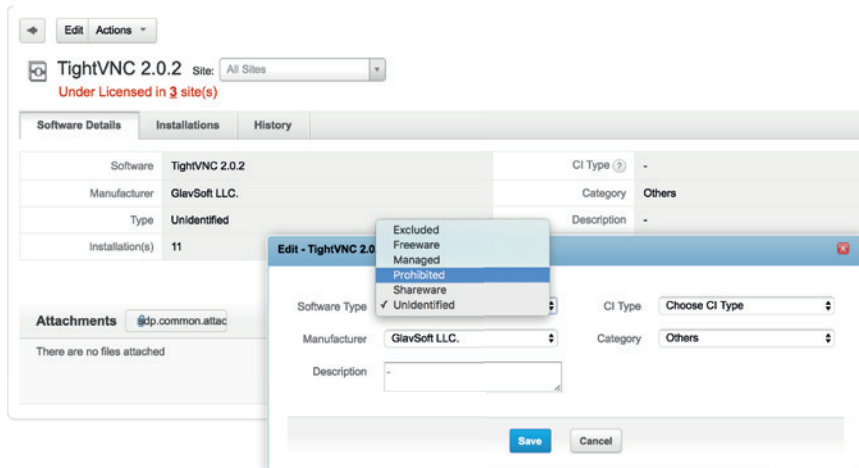 Edit Actions
TightVNC 2.0.2 Site: All Sites
Under Licensed in 3 site(s)
Software Details Installations History
Software TightVNC 2.0.2 CI Type ? -
Manufacturer GlavSoft LLC. Category Others
Type Unidentified Description -
Installation(s) 11
Edit - TightVNC 2.0
Excluded
Freeware
Managed
Prohibited
Shareware
✓ Unidentified
Software Type CI Type Choose CI Type
Manufacturer GlavSoft LLC. Category Others
Description -
Save Cancel
Attachments sdp.common.attac
There are no files attached